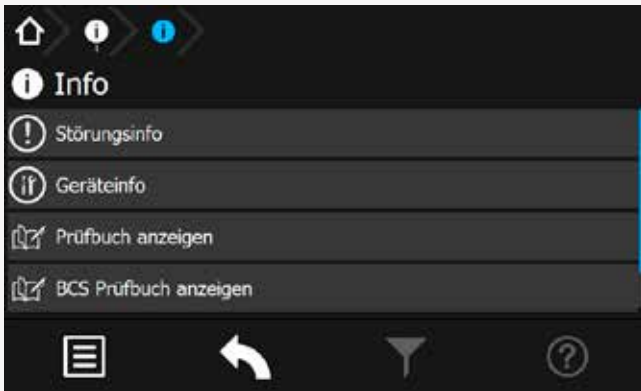 Info
Störungsinfo
Geräteinfo
Prüfbuch anzeigen
BCS Prüfbuch anzeigen